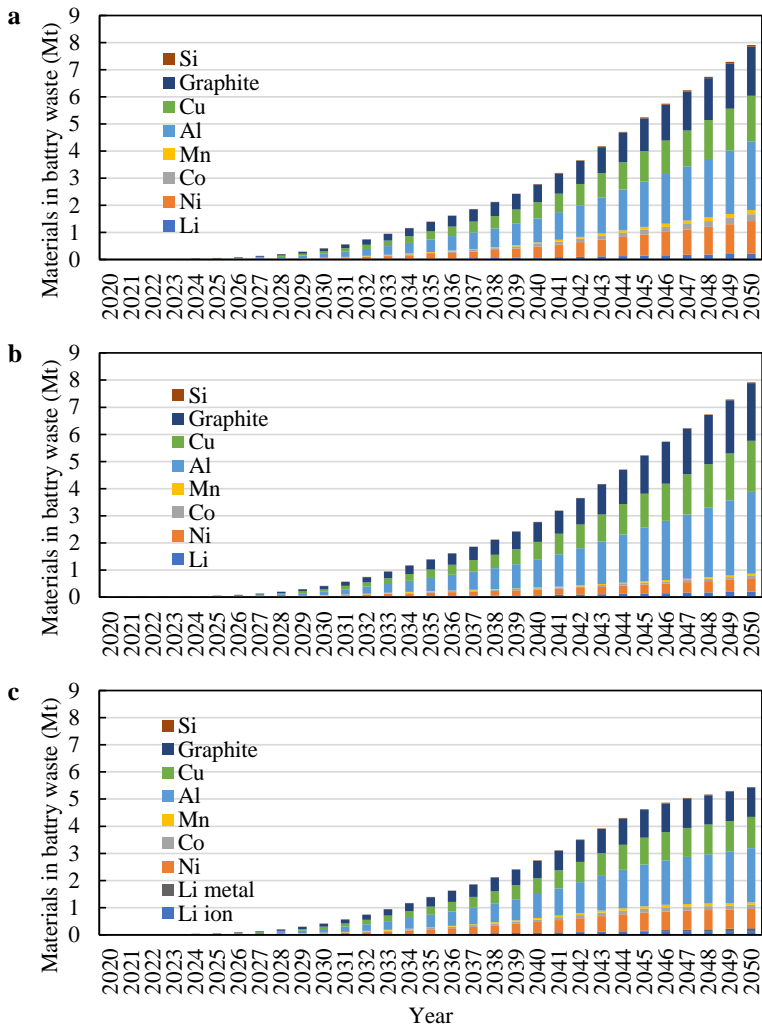 a
Materials in battry waste (Mt)
9
8
7
6
5
4
3
2
1
0
Si
Graphite
Cu
Al
Mn
Co
Ni
Li
2020 2021 2022 2023 2024 2025 2026 2027 2028 2029 2030 2031 2032 2033 2034 2035 2036 2037 2038 2039 2040 2041 2042 2043 2044 2045 2046 2047 2048 2049 2050
b
Materials in battry waste (Mt)
9
8
7
6
5
4
3
2
1
0
Si
Graphite
Cu
Al
Mn
Co
Ni
Li
2020 2021 2022 2023 2024 2025 2026 2027 2028 2029 2030 2031 2032 2033 2034 2035 2036 2037 2038 2039 2040 2041 2042 2043 2044 2045 2046 2047 2048 2049 2050
c
Materials in battry waste (Mt)
9
8
7
6
5
4
3
2
1
0
Si
Graphite
Cu
Al
Mn
Co
Ni
Li metal
Li ion
2020 2021 2022 2023 2024 2025 2026 2027 2028 2029 2030 2031 2032 2033 2034 2035 2036 2037 2038 2039 2040 2041 2042 2043 2044 2045 2046 2047 2048 2049 2050
Year